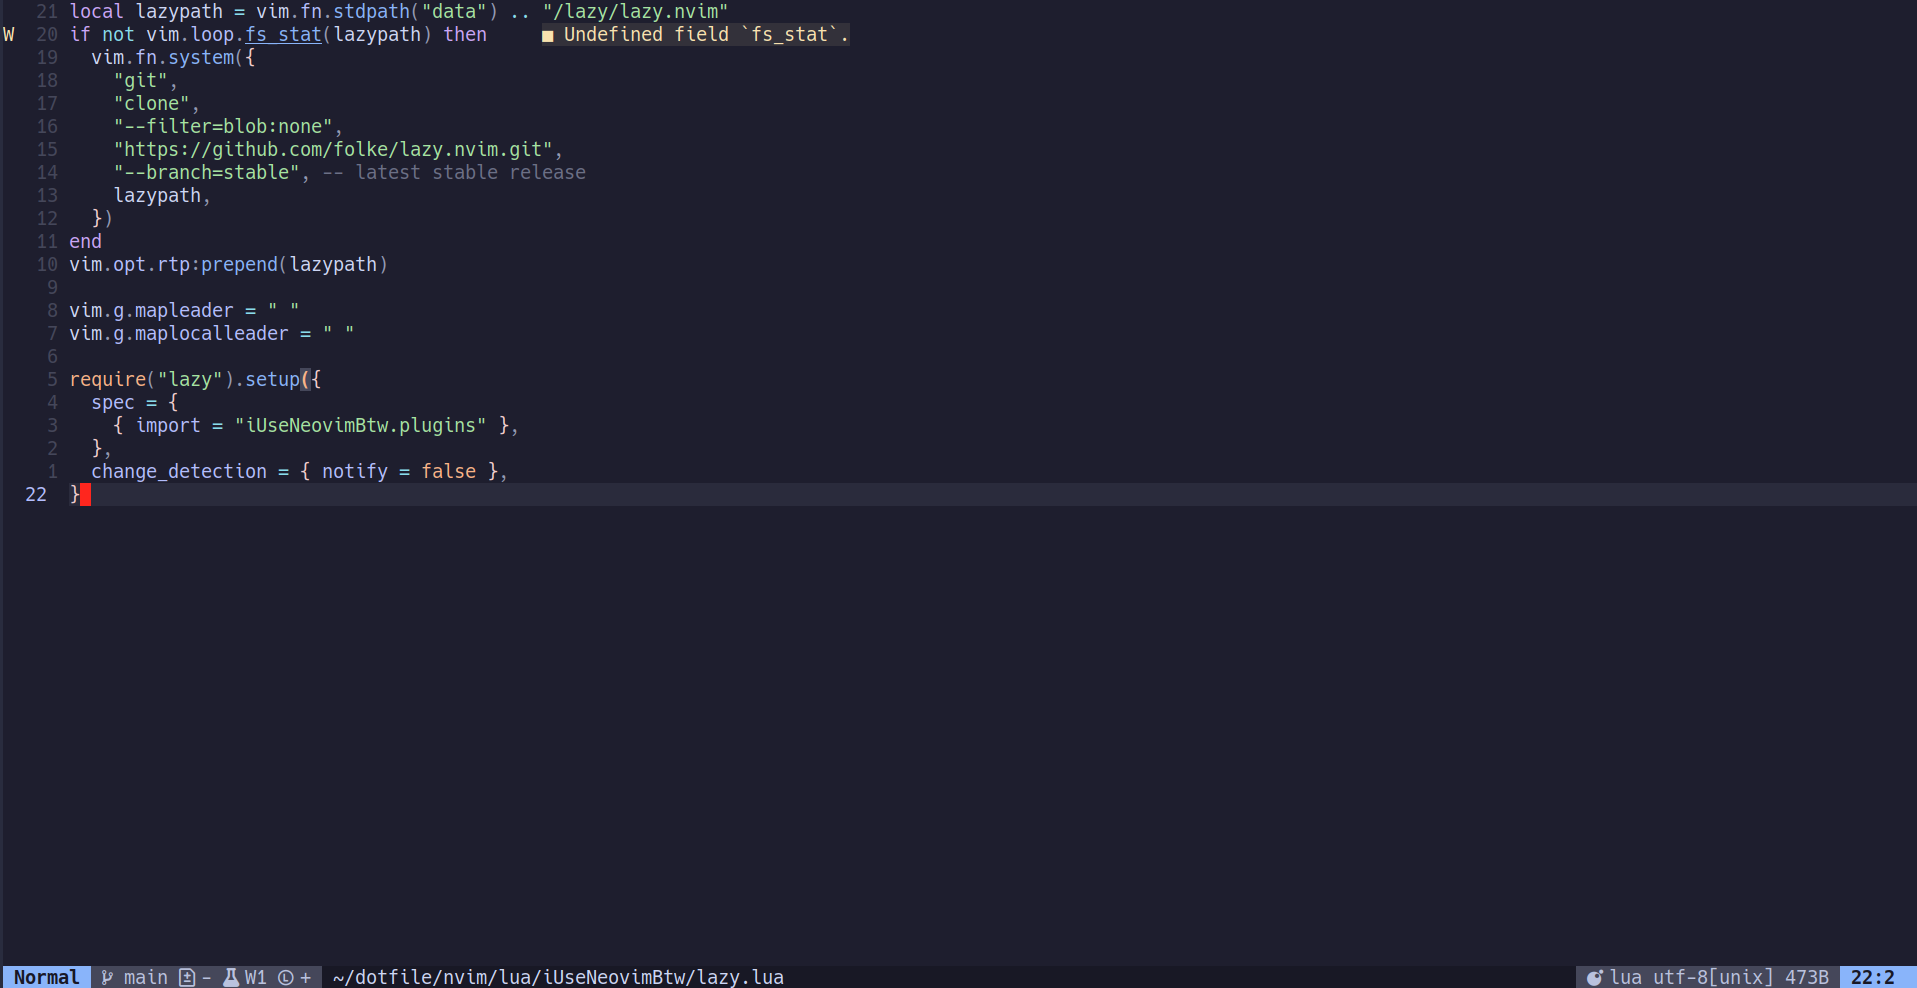 21 local lazypath = vim.fn.stdpath("data") .. "/lazy/lazy.nvim"
W 20 if not vim.loop.fs_stat(lazypath) then ■ Undefined field `fs_stat`.
19 vim.fn.system({
18 "git",
17 "clone",
16 "--filter=blob:none",
15 "https://github.com/folke/lazy.nvim.git",
14 "--branch=stable", -- latest stable release
13 lazypath,
12 })
11 end
10 vim.opt.rtp:prepend(lazypath)
9
8 vim.g.mapleader = " "
7 vim.g.maplocalleader = " "
6
5 require("lazy").setup({
4 spec = {
3 { import = "iUseNeovimBtw.plugins" },
2 },
1 change_detection = { notify = false },
22 }
Normal main - W1 + ~/dotfile/nvim/lua/iUseNeovimBtw/lazy.lua lua utf-8[unix] 473B 22:2